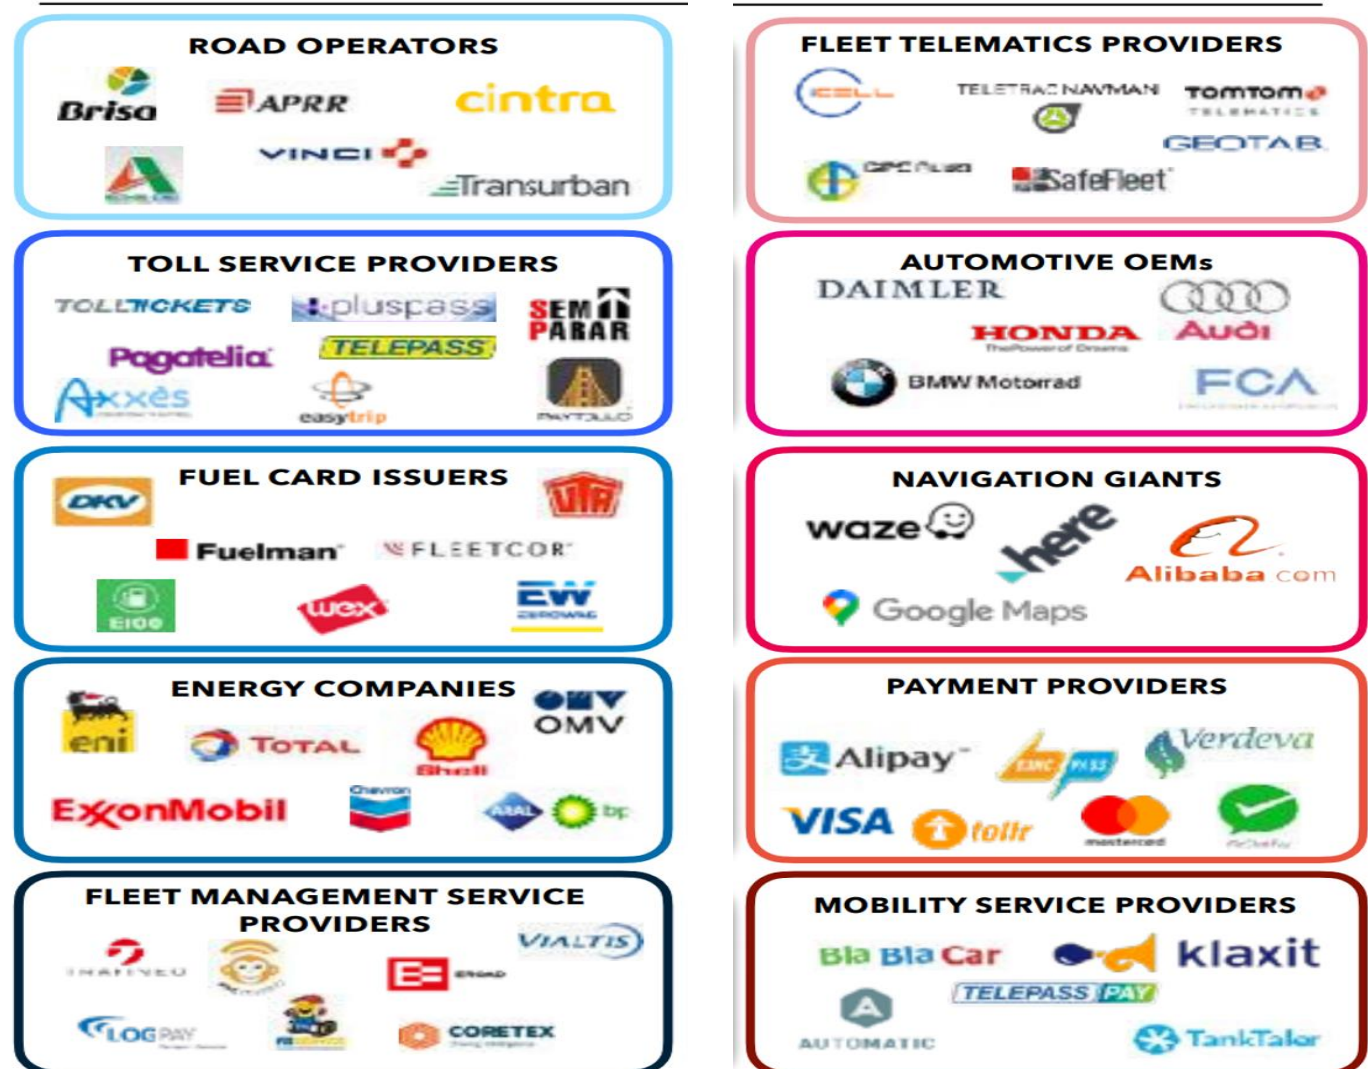 ROAD OPERATORS
Brisa
APRR
cintra
VINCI
Transurban
TOLL SERVICE PROVIDERS
TOLLTICKETS
pluspass
SEM PARAR
Pagatelia
TELEPASS
Axxès
easytrip
PAYTOLLO
FUEL CARD ISSUERS
DKV
UTA
Fuelman
FLEETCOR
E100
wex
EW
EUROWAG
ENERGY COMPANIES
eni
TOTAL
Shell
OMV
ExxonMobil
Chevron
ARAL
bp
FLEET MANAGEMENT SERVICE
PROVIDERS
VIALTIS
EROAD
LOGPAY
CORETEX
FLEET TELEMATICS PROVIDERS
TELETRAC NAVMAN
TOMTOM
TELEMATICS
GEOTAB
SafeFleet
AUTOMOTIVE OEMs
DAIMLER
HONDA
The Power of Dreams
Audi
BMW Motorrad
FCA
NAVIGATION GIANTS
waze
here
Alibaba.com
Google Maps
PAYMENT PROVIDERS
Alipay
Verdeva
VISA
tollr
mastercard
MOBILITY SERVICE PROVIDERS
Bla Bla Car
klaxit
TELEPASS PAY
AUTOMATIC
TankTaler